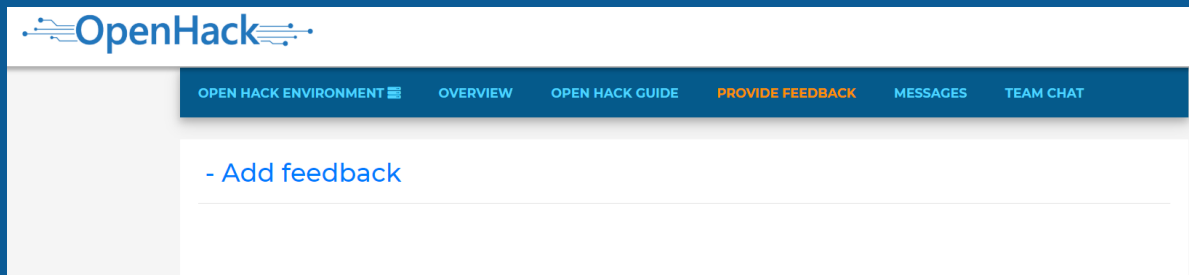 OpenHack
OPEN HACK ENVIRONMENT OVERVIEW OPEN HACK GUIDE PROVIDE FEEDBACK MESSAGES TEAM CHAT
- Add feedback